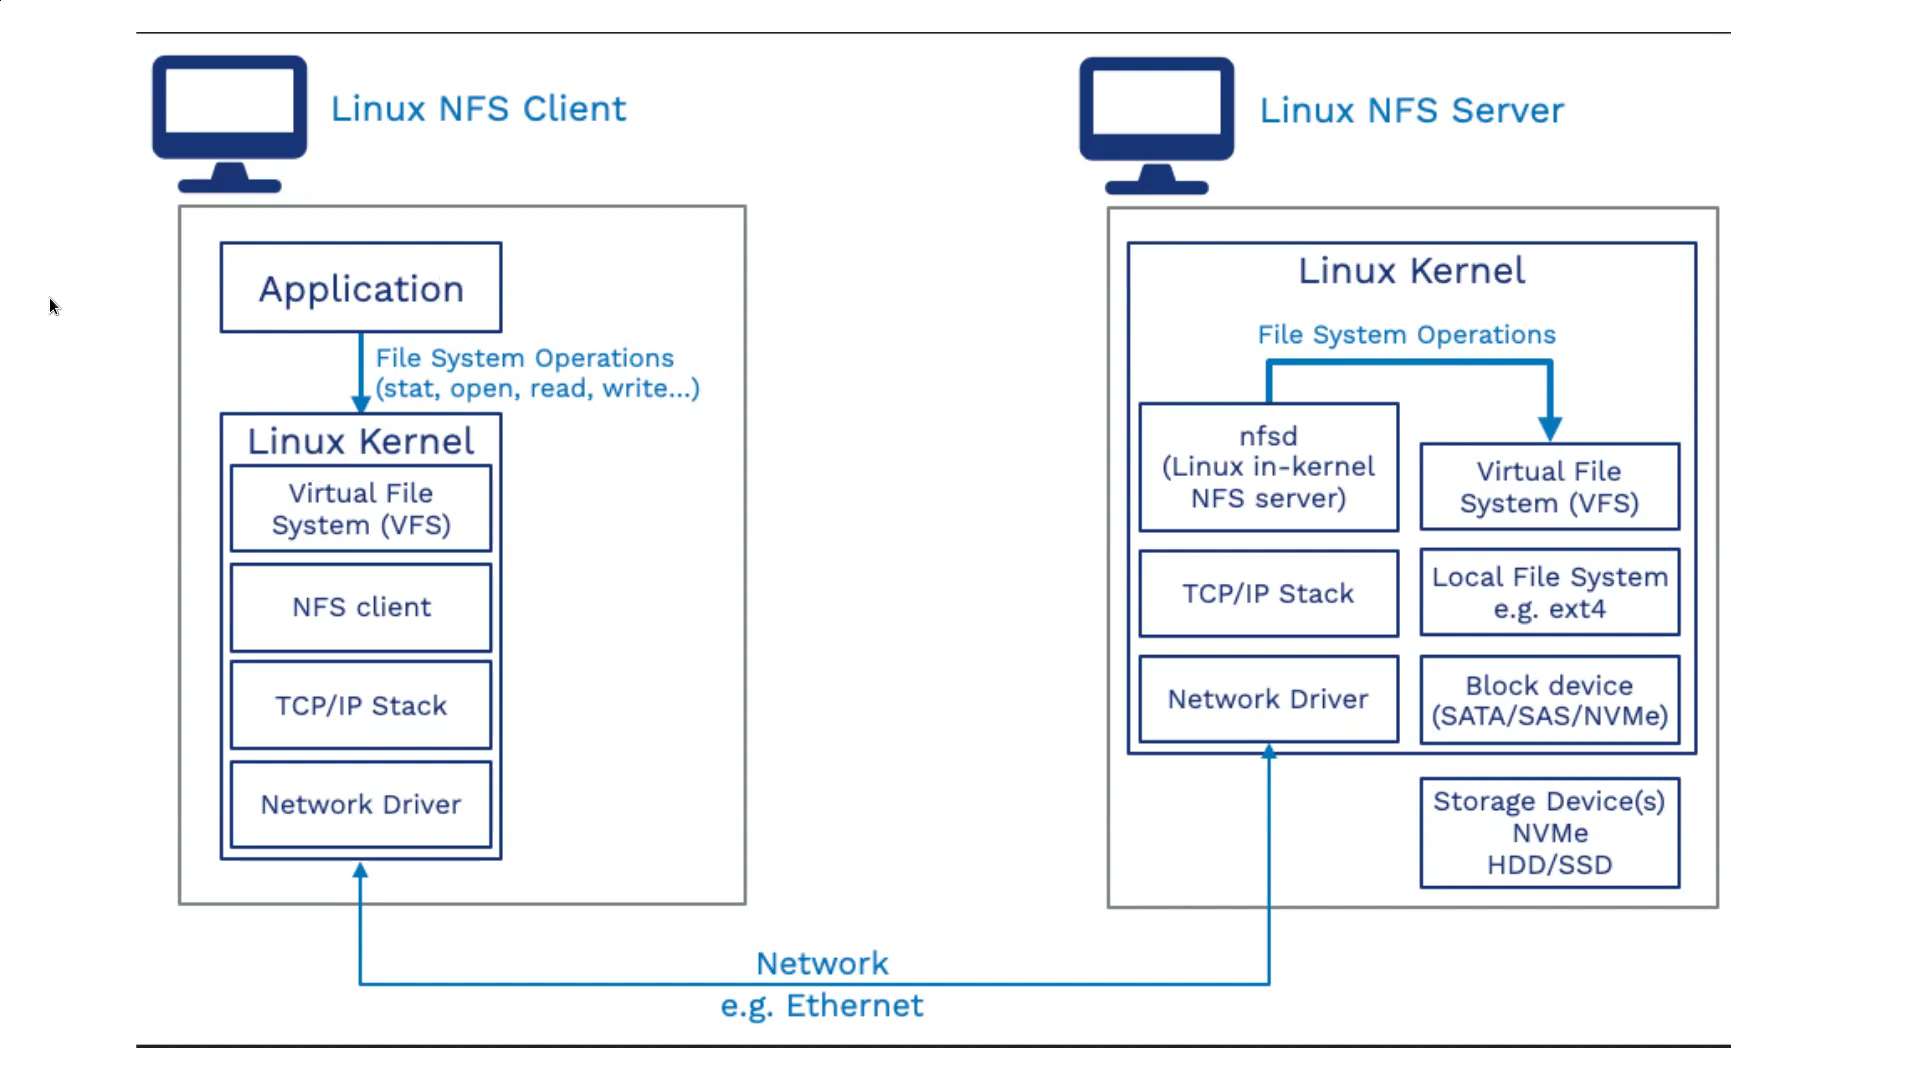 Linux NFS Client
Application
File System Operations
(stat, open, read, write...)
Linux Kernel
Virtual File
System (VFS)
NFS client
TCP/IP Stack
Network Driver
Linux NFS Server
Linux Kernel
File System Operations
nfsd
(Linux in-kernel
NFS server)
TCP/IP Stack
Network Driver
Virtual File
System (VFS)
Local File System
e.g. ext4
Block device
(SATA/SAS/NVMe)
Storage Device(s)
NVMe
HDD/SSD
Network
e.g. Ethernet